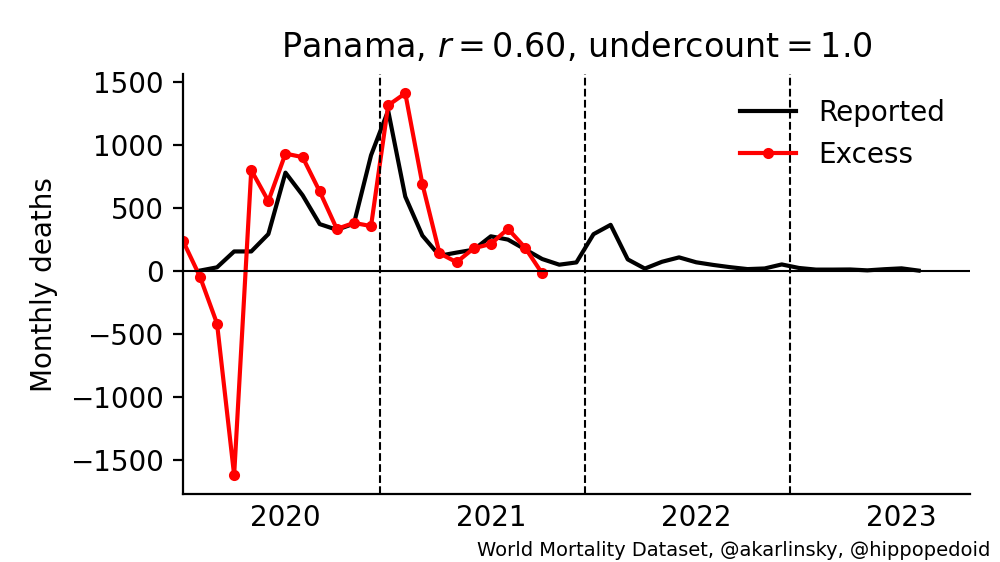 Panama, r = 0.60, undercount = 1.0
1500
1000
500
0
−500
−1000
−1500
Monthly deaths
Reported
Excess
2020 2021 2022 2023
World Mortality Dataset, @akarlinsky, @hippopedoid